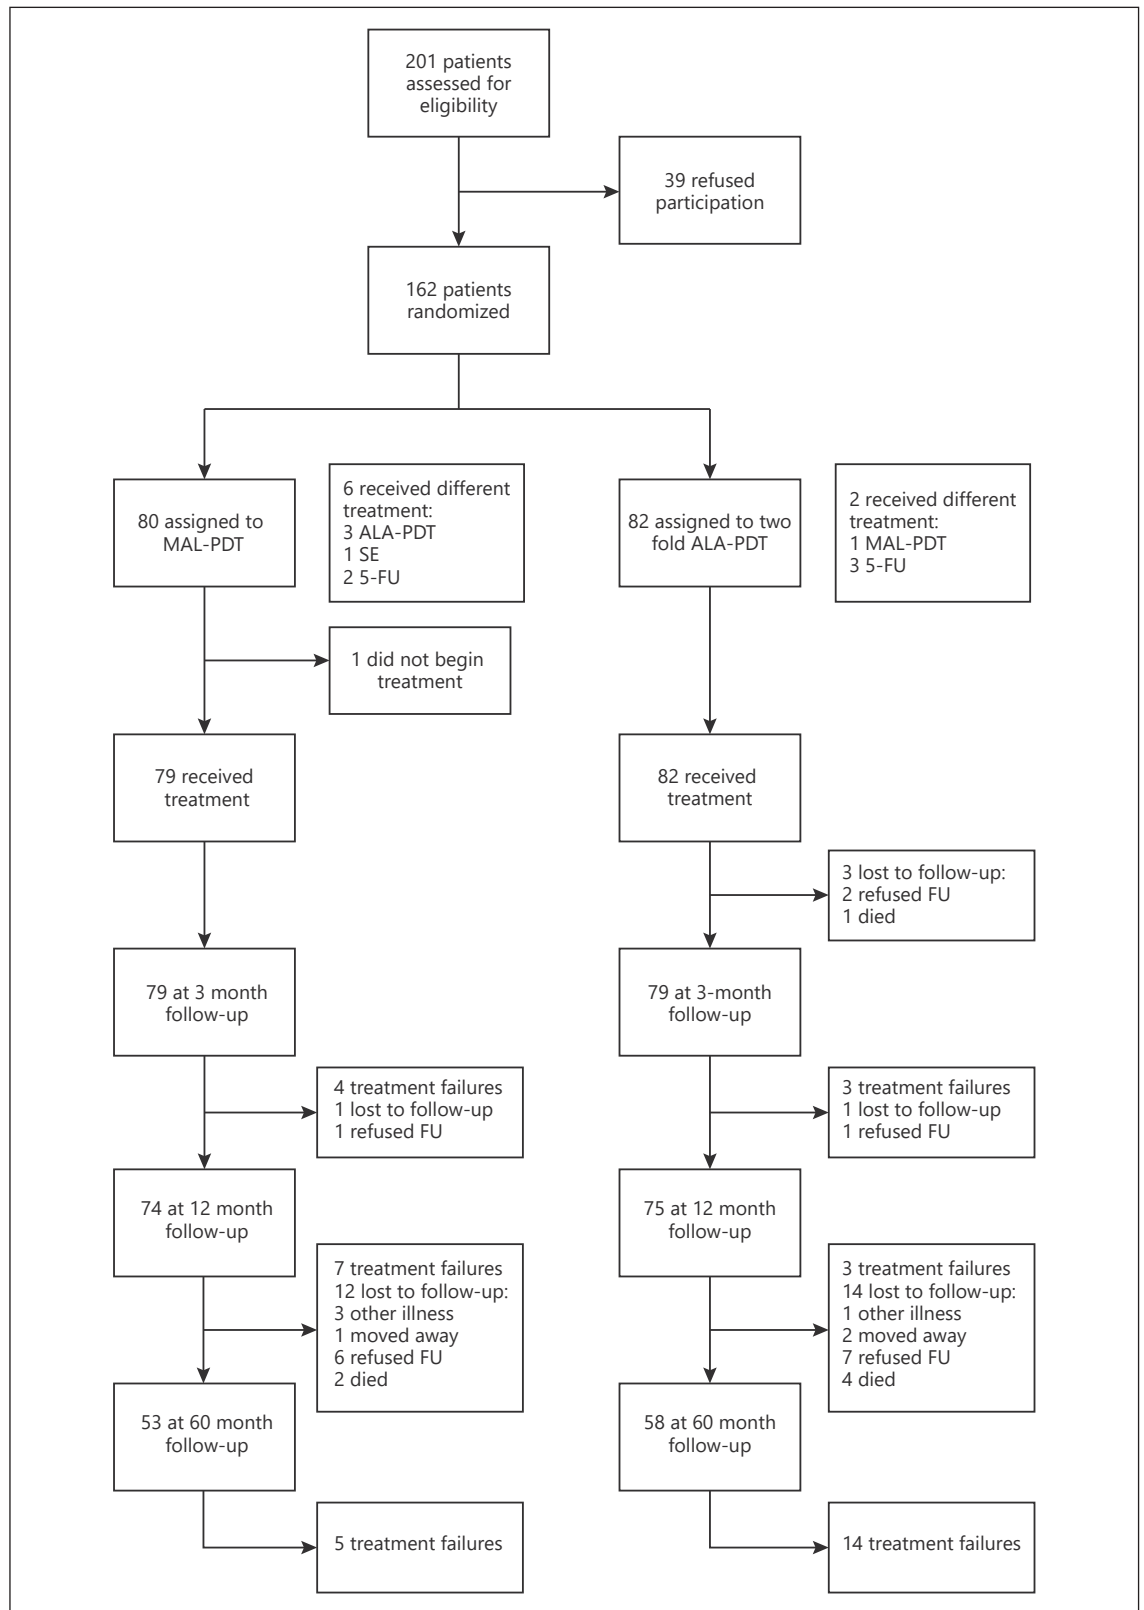 201 patients
assessed for
eligibility
39 refused
participation
162 patients
randomized
80 assigned to
MAL-PDT
6 received different
treatment:
3 ALA-PDT
1 SE
2 5-FU
82 assigned to two
fold ALA-PDT
2 received different
treatment:
1 MAL-PDT
3 5-FU
1 did not begin
treatment
79 received
treatment
82 received
treatment
3 lost to follow-up:
2 refused FU
1 died
79 at 3 month
follow-up
79 at 3-month
follow-up
4 treatment failures
1 lost to follow-up
1 refused FU
3 treatment failures
1 lost to follow-up
1 refused FU
74 at 12 month
follow-up
75 at 12 month
follow-up
7 treatment failures
12 lost to follow-up:
3 other illness
1 moved away
6 refused FU
2 died
3 treatment failures
14 lost to follow-up:
1 other illness
2 moved away
7 refused FU
4 died
53 at 60 month
follow-up
58 at 60 month
follow-up
5 treatment failures
14 treatment failures